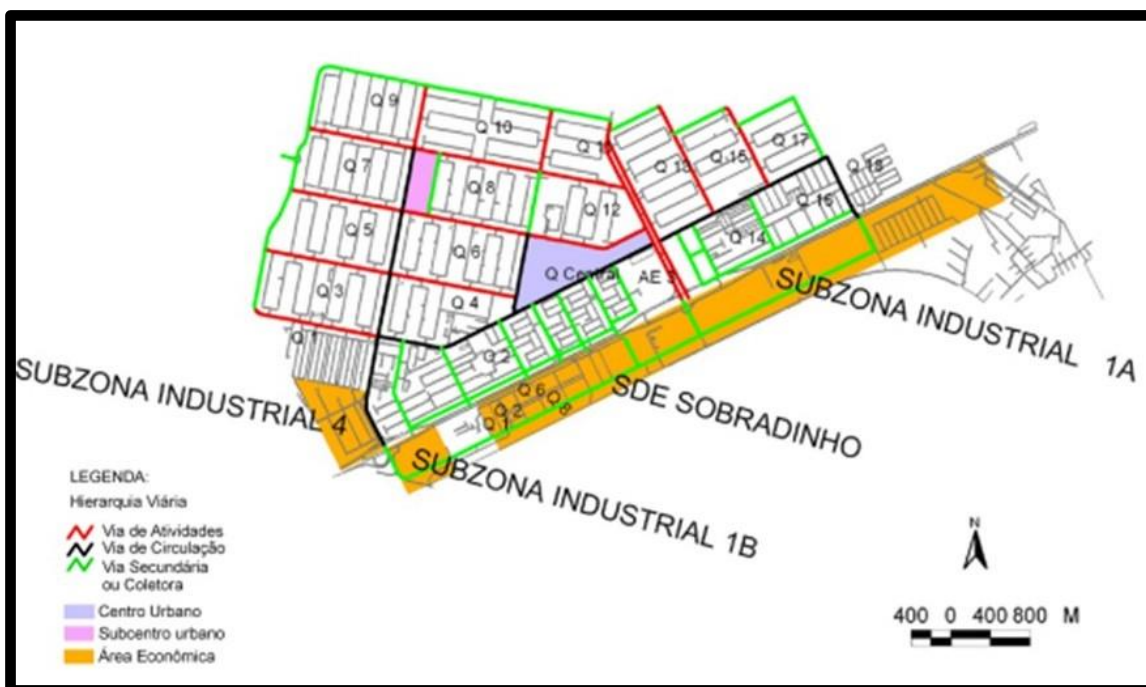 Q 9
Q 10
Q 11
Q 13
Q 15
Q 17
Q 7
Q 8
Q 12
Q 18
Q 16
Q 5
Q 6
Q 14
Q Central
AE 3
Q 3
Q 4
Q 1
Q 2
Q 6
Q 8
Q 2
Q 1
SUBZONA INDUSTRIAL 1A
SUBZONA INDUSTRIAL 4
SDE SOBRADINHO
SUBZONA INDUSTRIAL 1B
LEGENDA:
Hierarquia Viária
Via de Atividades
Via de Circulação
Via Secundária
ou Coletora
Centro Urbano
Subcentro urbano
Área Econômica
N
400 0 400 800 M